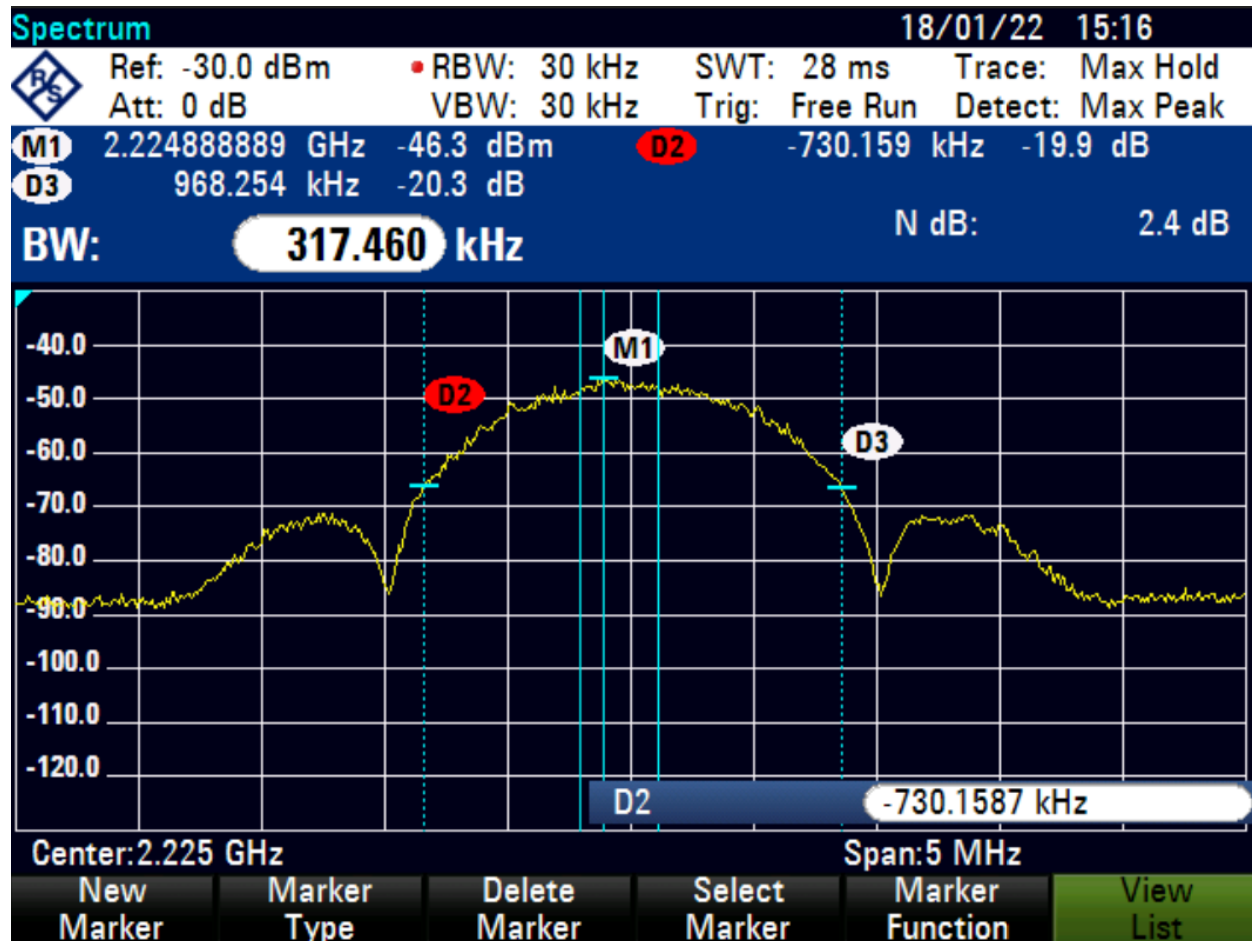 Spectrum 18/01/22 15:16
Ref: -30.0 dBm RBW: 30 kHz SWT: 28 ms Trace: Max Hold
R&S
Att: 0 dB VBW: 30 kHz Trig: Free Run Detect: Max Peak
M1 2.224888889 GHz -46.3 dBm D2 -730.159 kHz -19.9 dB
D3 968.254 kHz -20.3 dB
N dB: 2.4 dB
BW: 317.460 kHz
-40.0
M1
D2
-50.0
D3
-60.0
-70.0
-80.0
-90.0
-100.0
-110.0
-120.0
D2 -730.1587 kHz
Center:2.225 GHz Span:5 MHz
New Marker Delete Select Marker View
Marker Type Marker Marker Function List